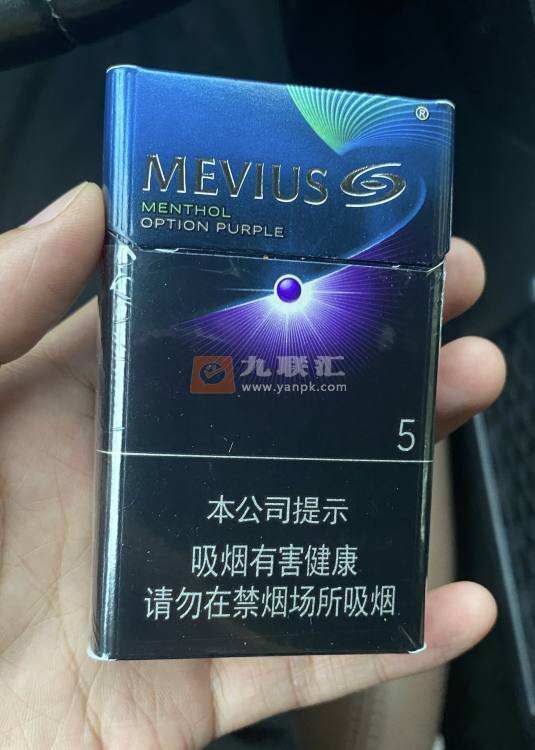 ®
MEVIUS
MENTHOL
OPTION PURPLE
九联汇
www.yanpk.com
5
本公司提示
吸烟有害健康
请勿在禁烟场所吸烟